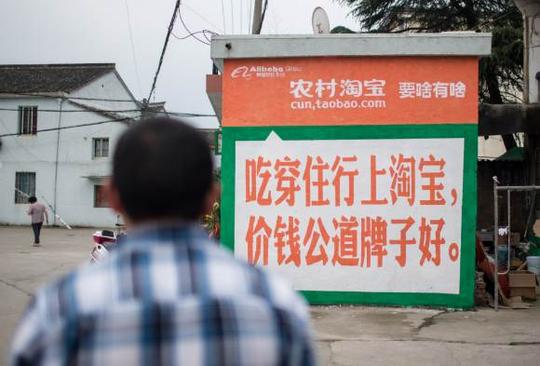 Alibaba Group
农村淘宝 要啥有啥
cun.taobao.com
吃穿住行上淘宝，
价钱公道牌子好。